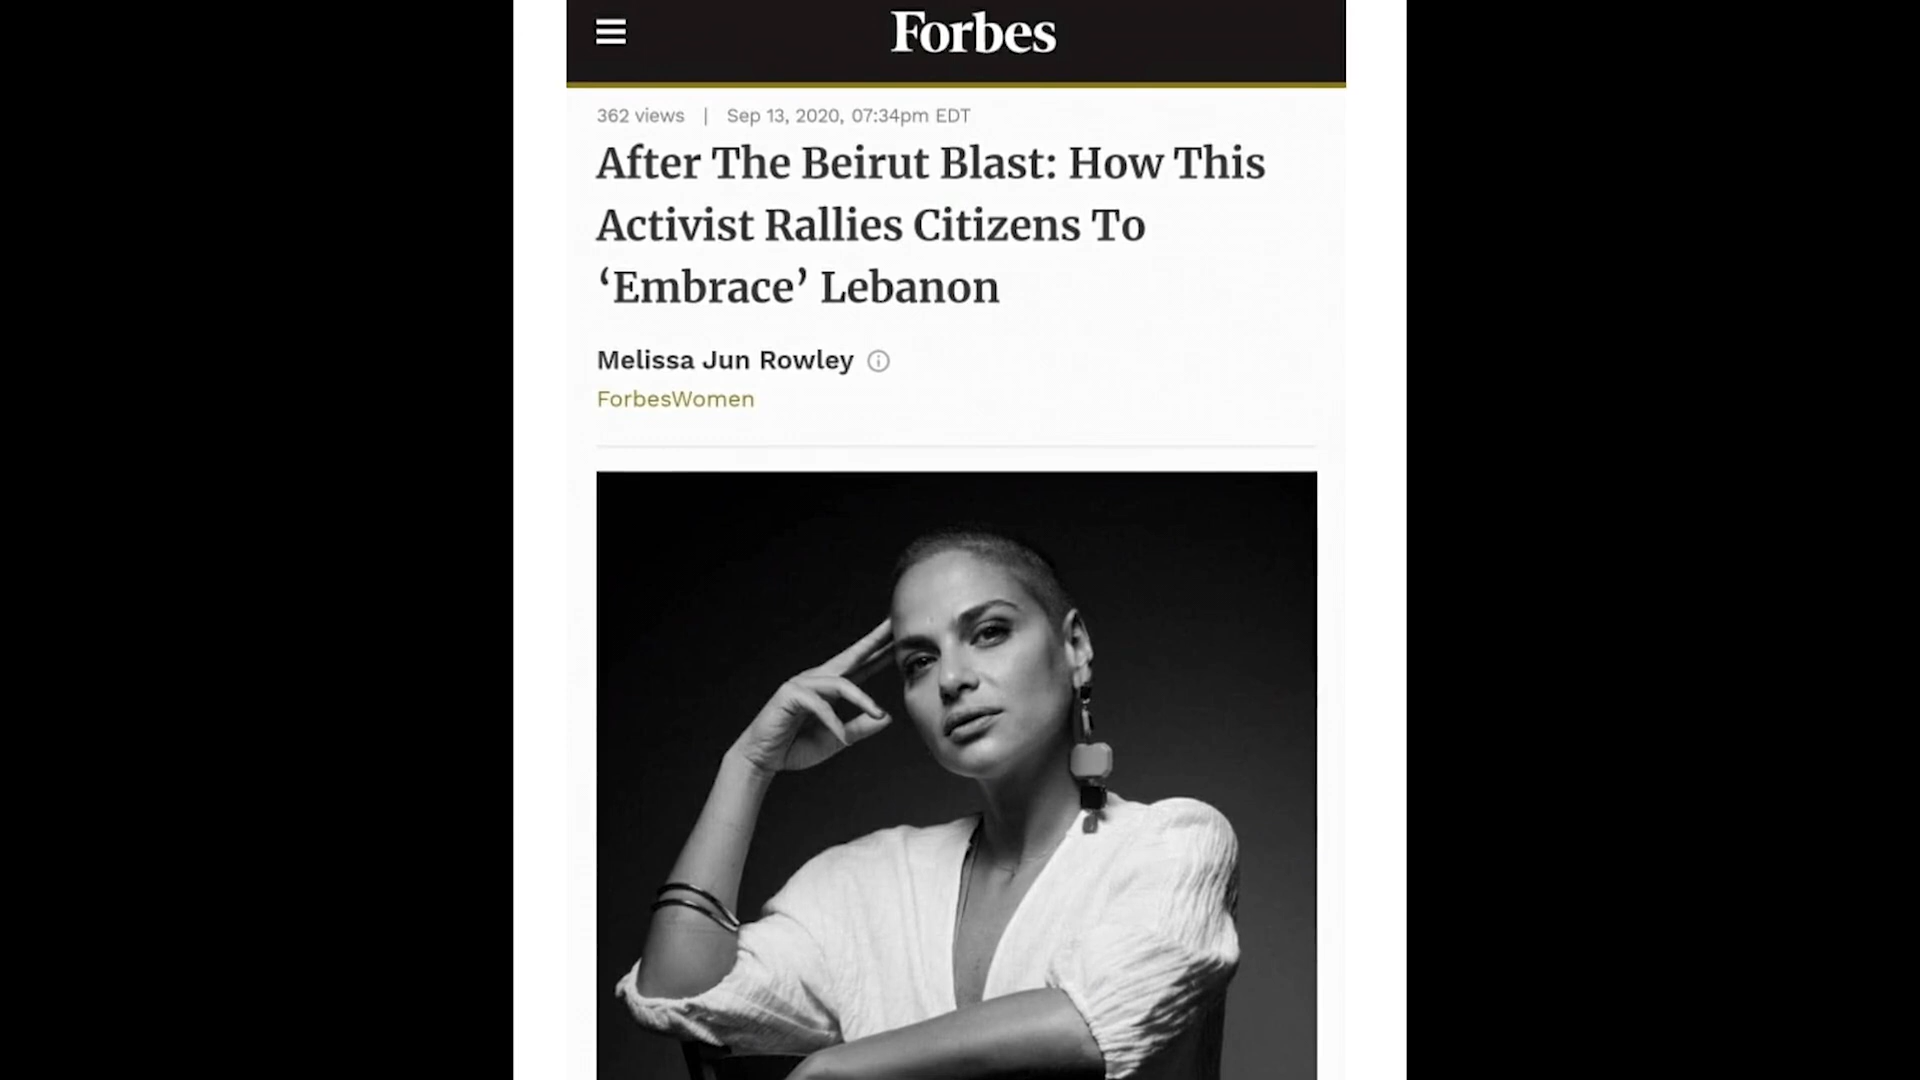 Forbes
362 views | Sep 13, 2020, 07:34pm EDT
After The Beirut Blast: How This
Activist Rallies Citizens To
‘Embrace’ Lebanon
Melissa Jun Rowley
ForbesWomen